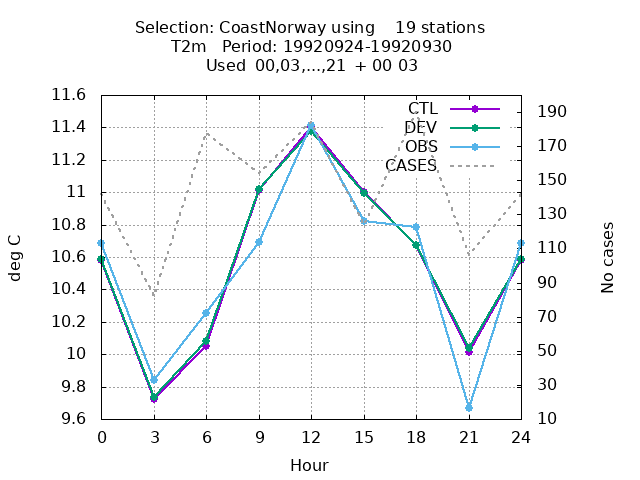 Selection: CoastNorway using    19 stations
T2m   Period: 19920924-19920930
Used  00,03,...,21  + 00 03
11.6
11.4
11.2
11
10.8
10.6
10.4
10.2
10
9.8
9.6
deg C
CTL
DEV
OBS
CASES
190
170
150
130
110
90
70
50
30
10
No cases
0 3 6 9 12 15 18 21 24
Hour